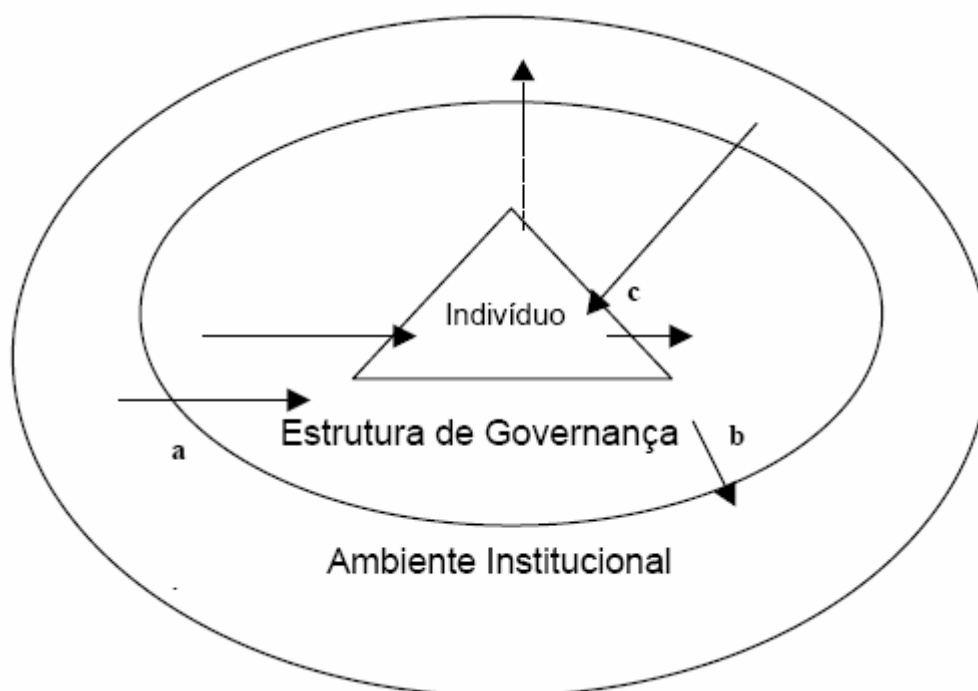 c
Indivíduo
a
Estrutura de Governança
b
Ambiente Institucional